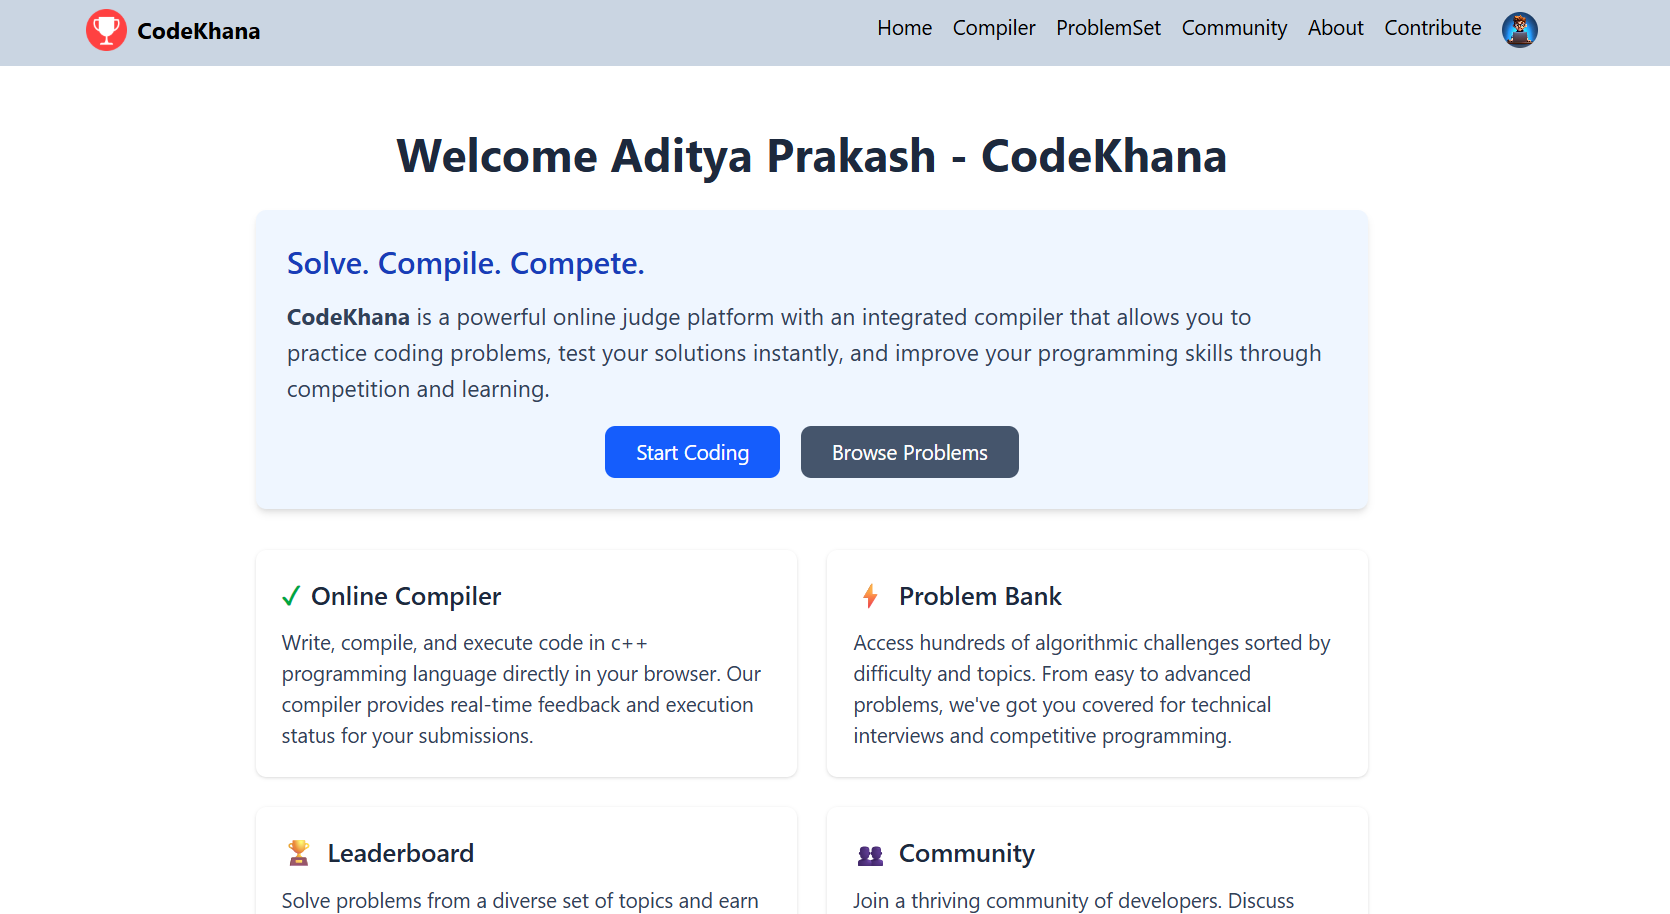 CodeKhana
Home Compiler ProblemSet Community About Contribute
Welcome Aditya Prakash - CodeKhana
Solve. Compile. Compete.
CodeKhana is a powerful online judge platform with an integrated compiler that allows you to
practice coding problems, test your solutions instantly, and improve your programming skills through
competition and learning.
Start Coding
Browse Problems
Online Compiler
Write, compile, and execute code in c++
programming language directly in your browser. Our
compiler provides real-time feedback and execution
status for your submissions.
Problem Bank
Access hundreds of algorithmic challenges sorted by
difficulty and topics. From easy to advanced
problems, we've got you covered for technical
interviews and competitive programming.
Leaderboard
Solve problems from a diverse set of topics and earn
Community
Join a thriving community of developers. Discuss